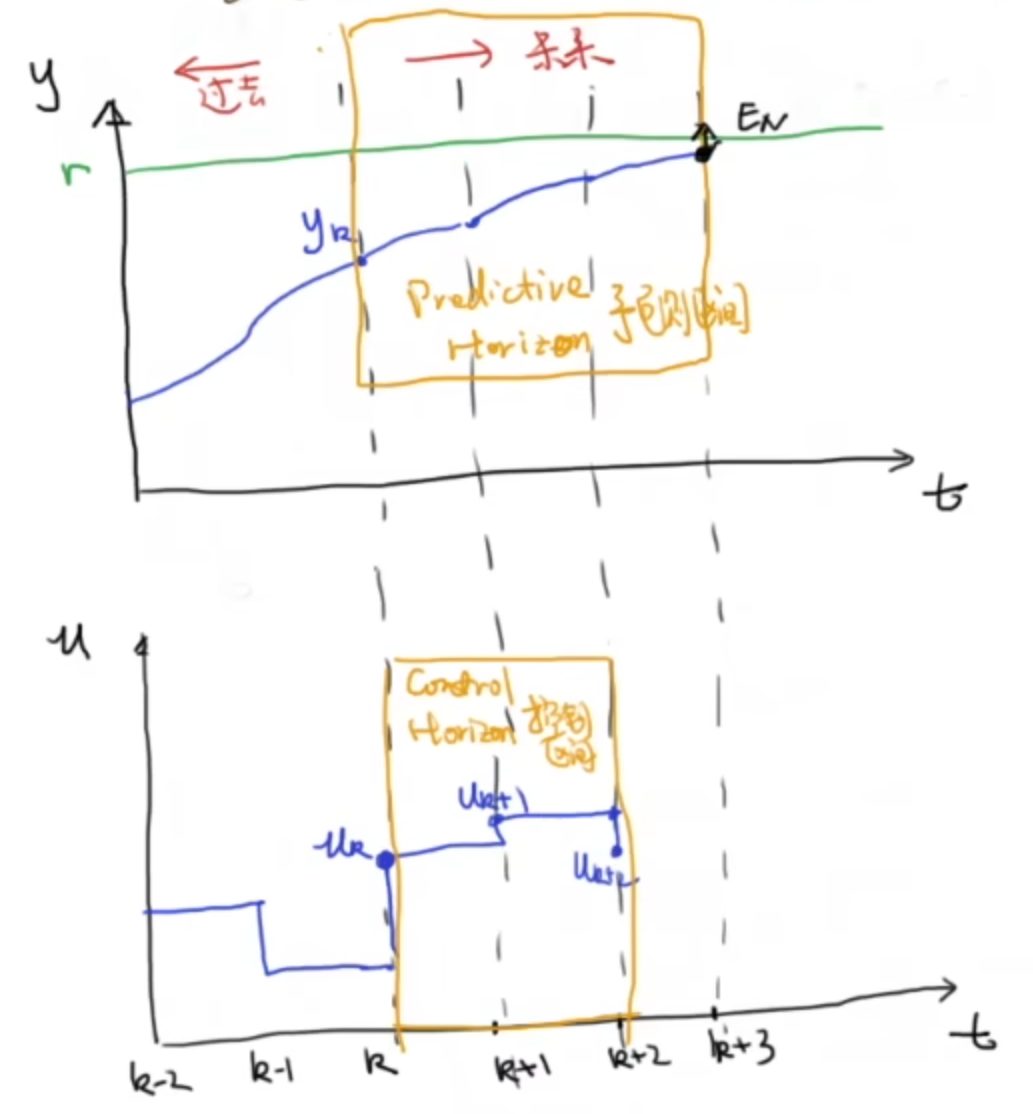 y
过去
未来
E_N
r
y_k
Predictive
Horizon 预测区间
t
u
Control
Horizon 控制
区间
u_{k+1}
u_k
u_{k+2}
k-2 k-1 k k+1 k+2 k+3
t